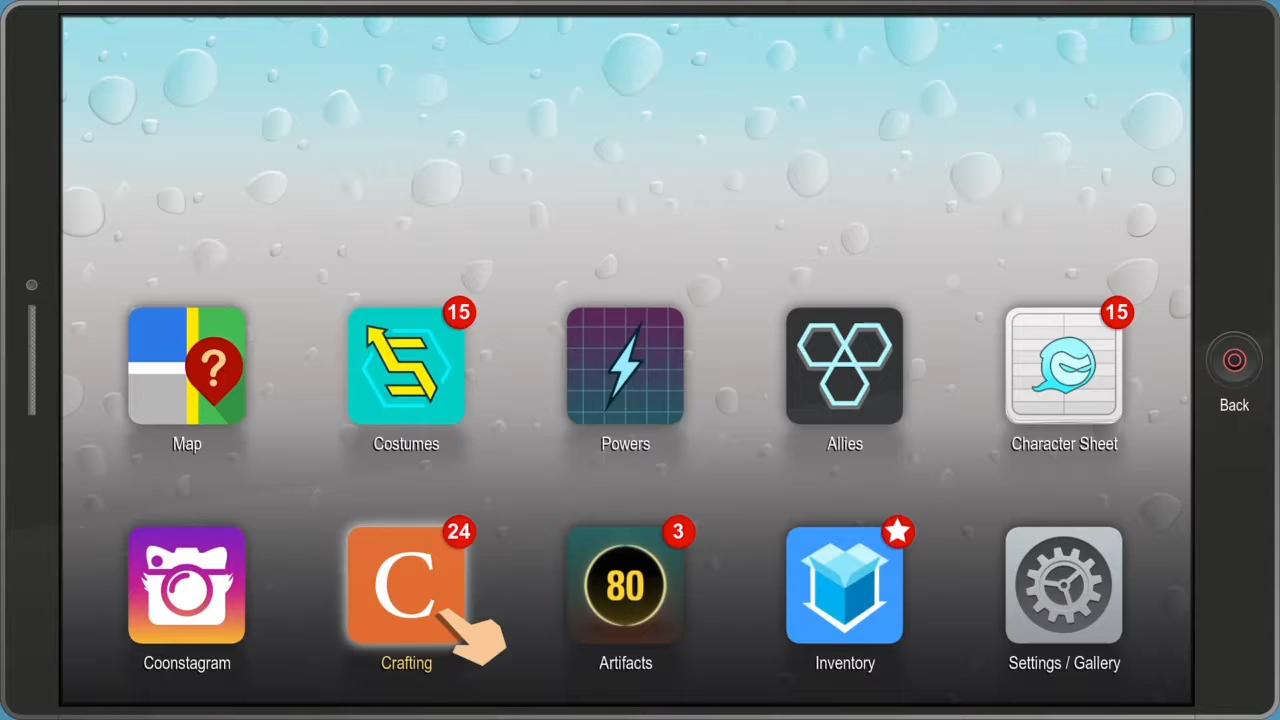 15
15
?
Map
Costumes
Powers
Allies
Character Sheet
Back
24
3
C
80
Coonstagram
Crafting
Artifacts
Inventory
Settings / Gallery